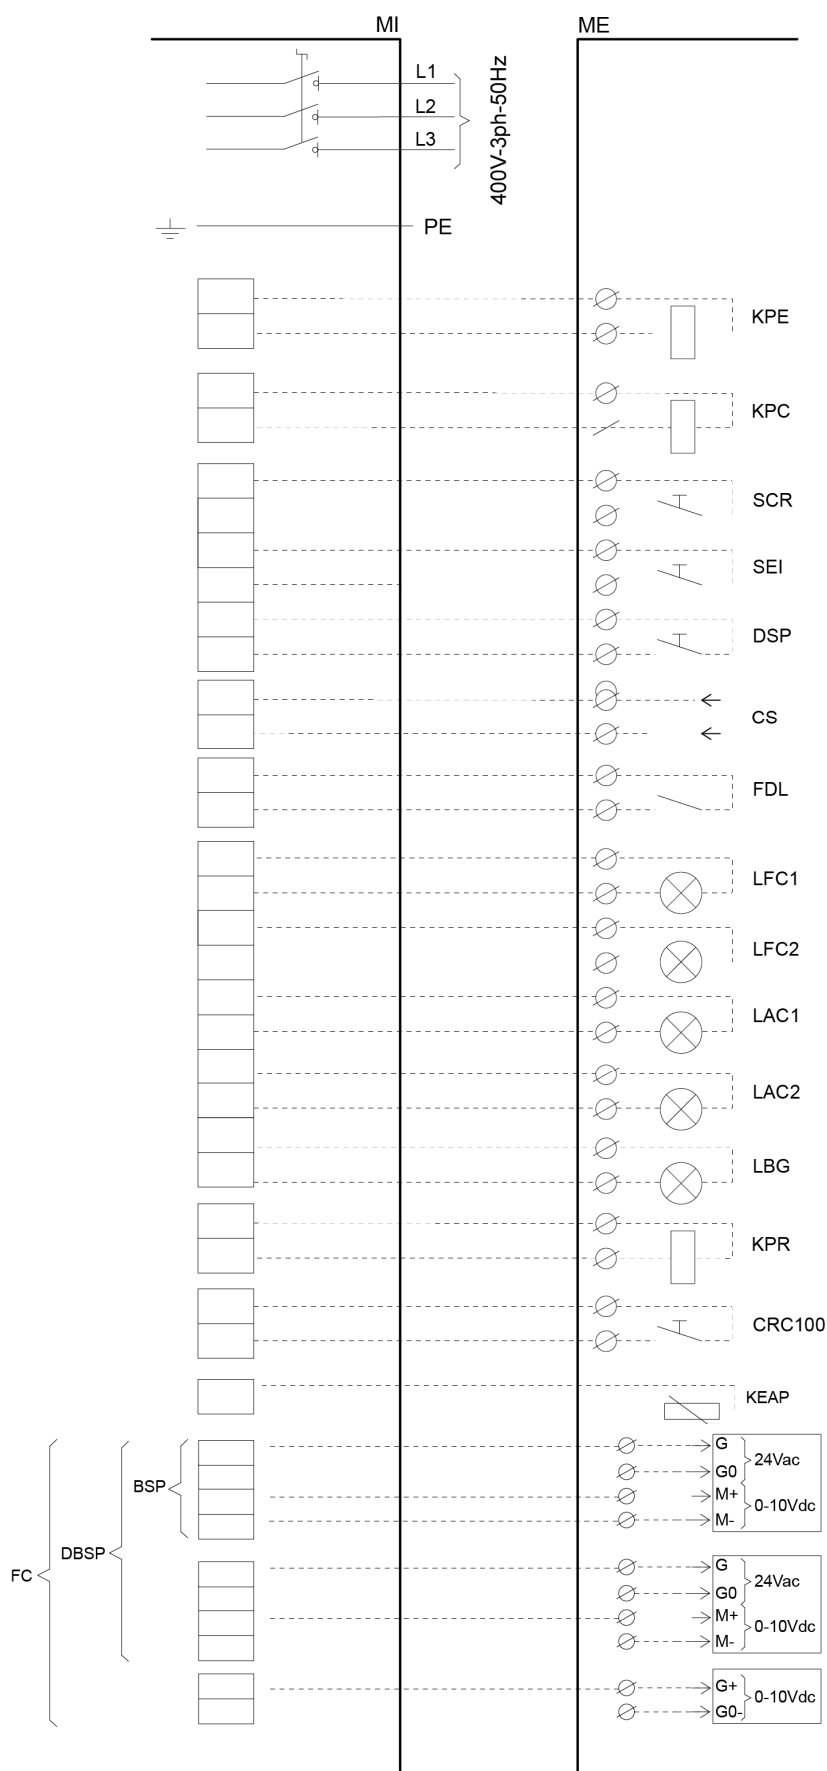 MI
ME
L1
L2
L3
400V-3ph-50Hz
PE
KPE
KPC
SCR
SEI
DSP
CS
FDL
LFC1
LFC2
LAC1
LAC2
LBG
KPR
CRC100
KEAP
FC
DBSP
BSP
G
G0
24Vac
M+
M-
0-10Vdc
G
G0
24Vac
M+
M-
0-10Vdc
G+
G0-
0-10Vdc